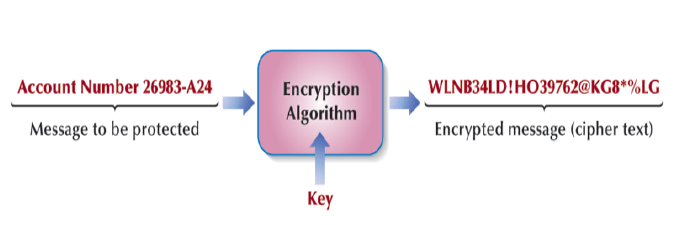 Account Number 26983-A24
Message to be protected
Encryption
Algorithm
Key
WLNB34LD!HO39762@KG8*%LG
Encrypted message (cipher text)